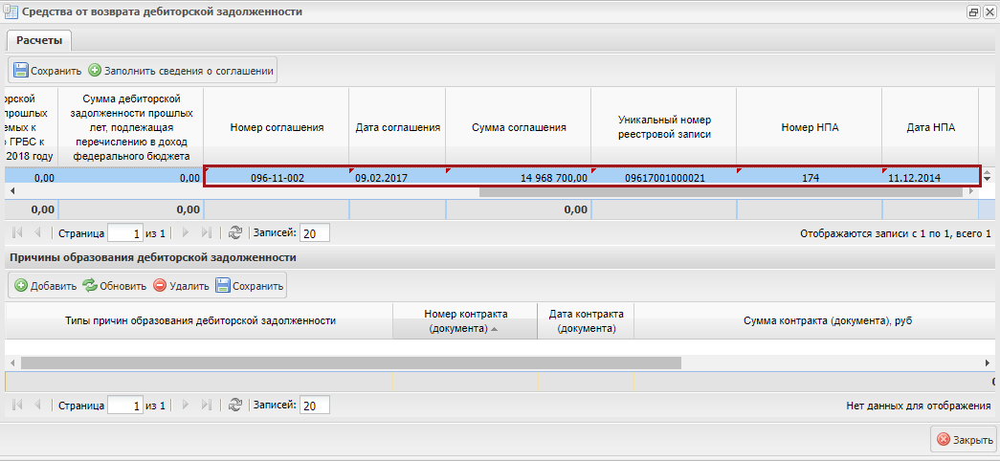 Средства от возврата дебиторской задолженности
Расчеты
Сохранить Заполнить сведения о соглашении
орской
прошлых
емых к
ГРБС к
2018 году
Сумма дебиторской
задолженности прошлых
лет, подлежащая
перечислению в доход
федерального бюджета
Номер соглашения
Дата соглашения
Сумма соглашения
Уникальный номер
реестровой записи
Номер НПА
Дата НПА
0,00 0,00 096-11-002 09.02.2017 14 968 700,00 09617001000021 174 11.12.2014
0,00 0,00 0,00
Страница 1 из 1 Записей: 20 Отображаются записи с 1 по 1, всего 1
Причины образования дебиторской задолженности
Добавить Обновить Удалить Сохранить
Типы причин образования дебиторской задолженности
Номер контракта
(документа)
Дата контракта
(документа)
Сумма контракта (документа), руб
Страница 1 из 1 Записей: 20 Нет данных для отображения
Закрыть